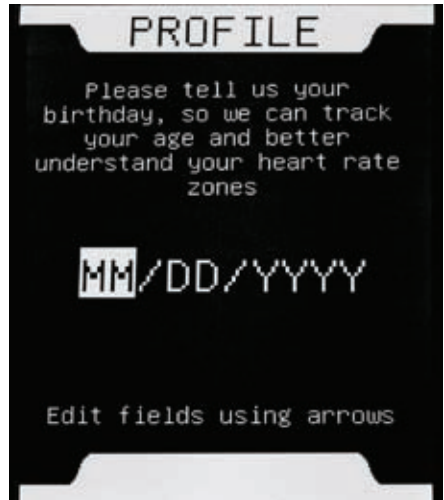 PROFILE
Please tell us your
birthday, so we can track
your age and better
understand your heart rate
zones
MM/DD/YYYY
Edit fields using arrows